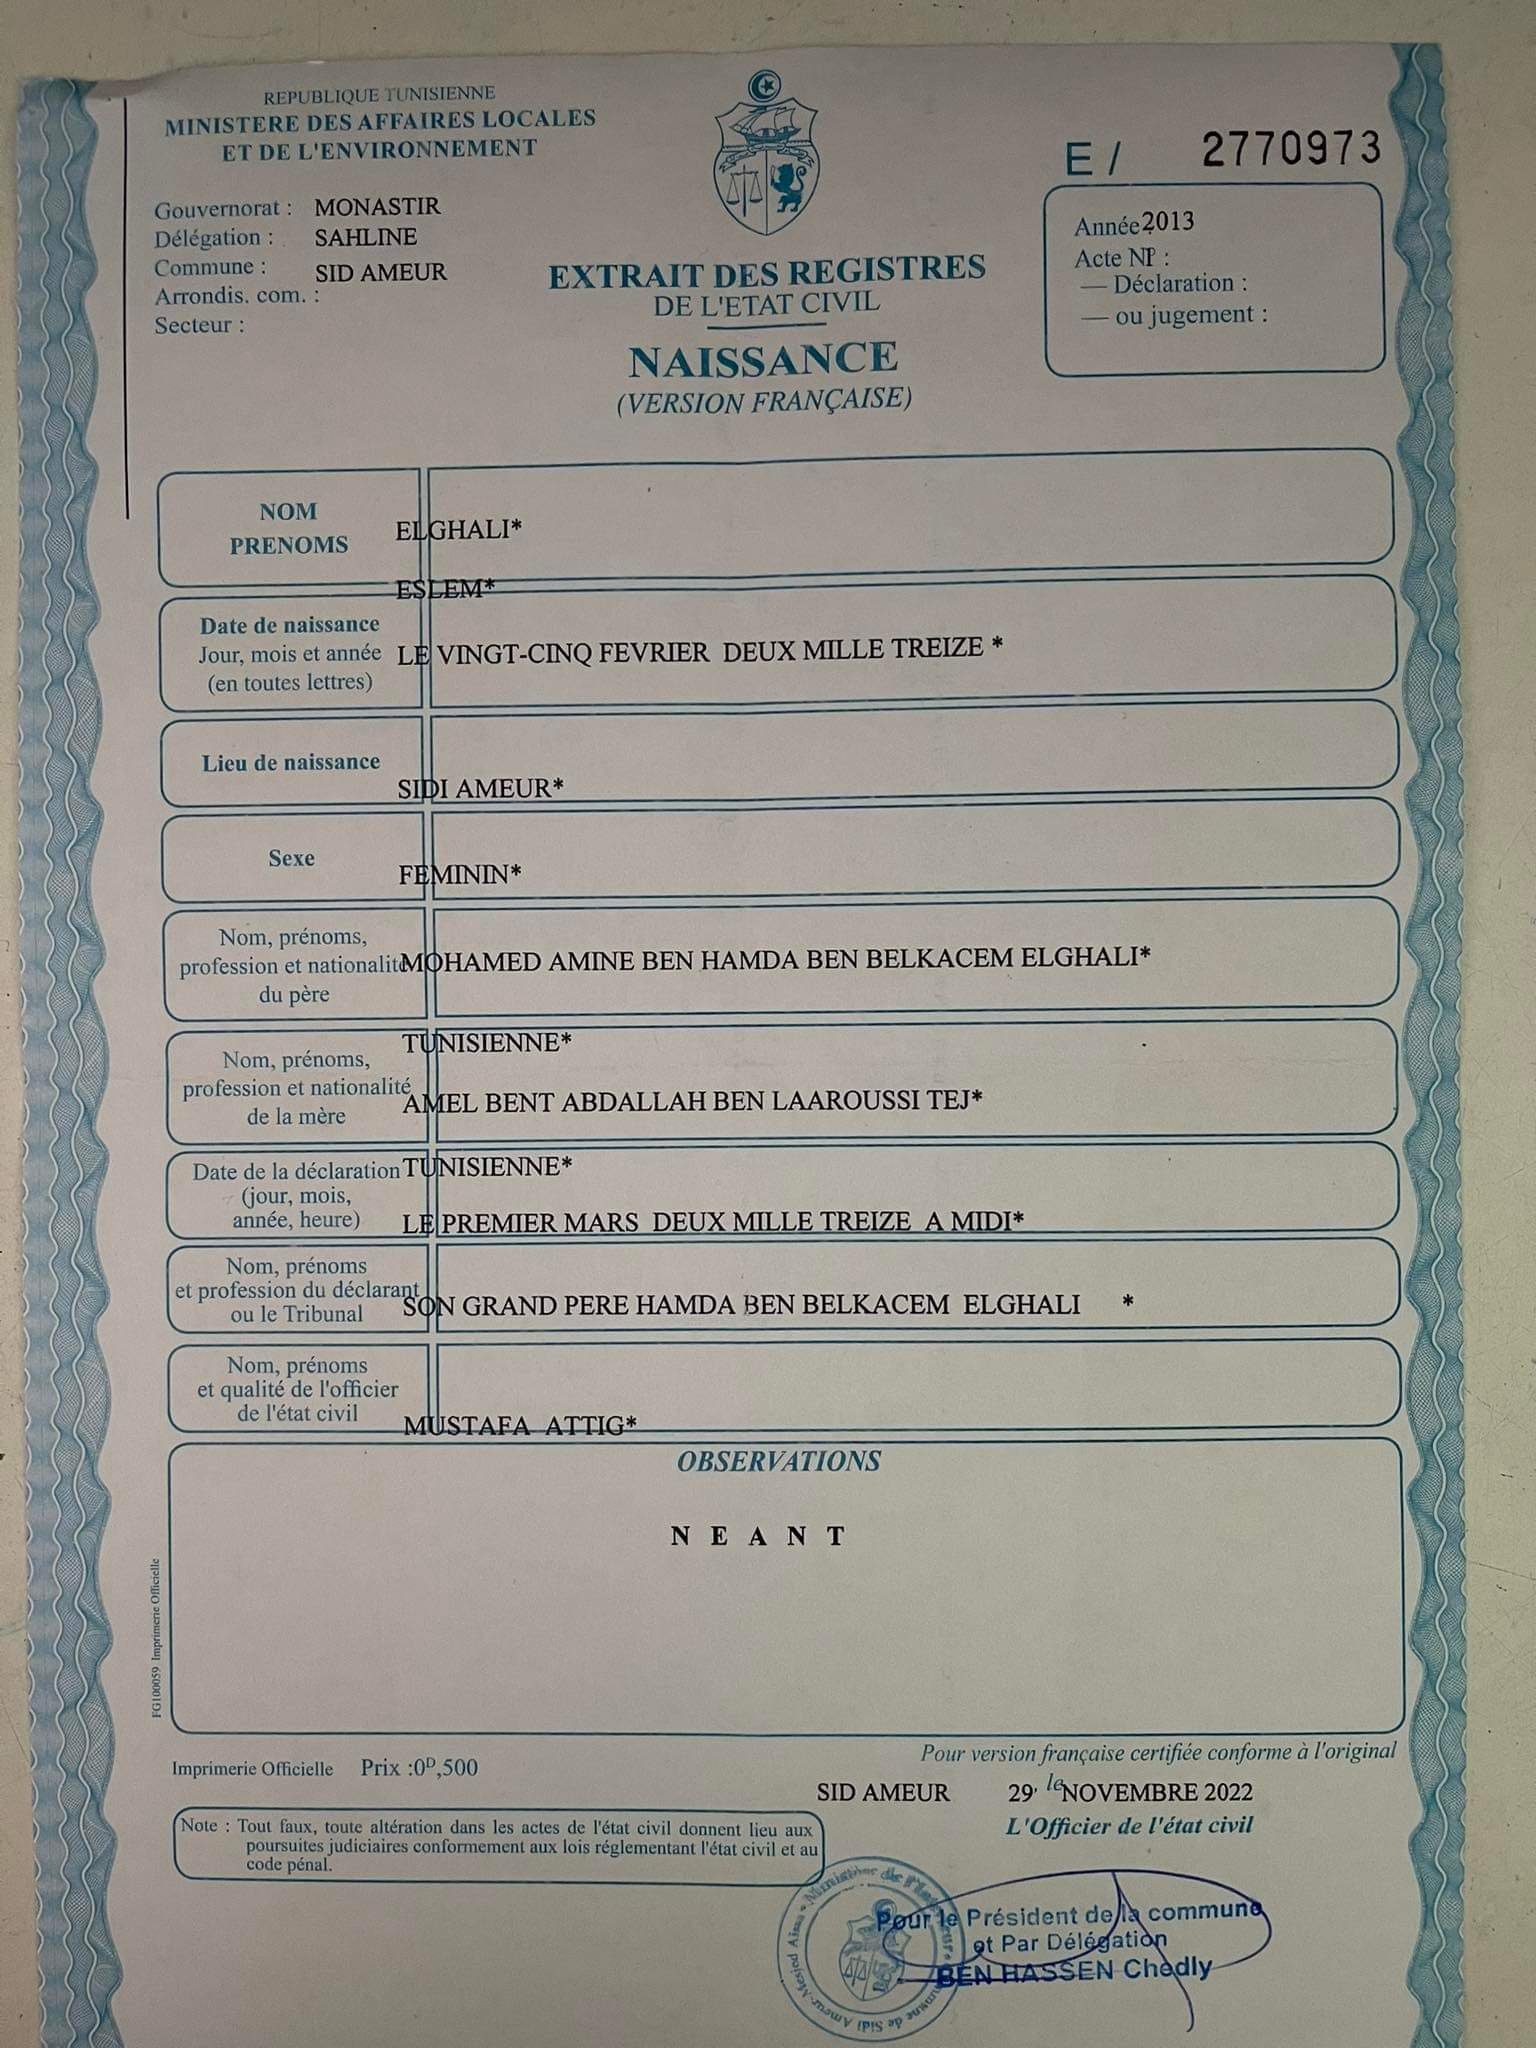 REPUBLIQUE TUNISIENNE
MINISTERE DES AFFAIRES LOCALES
ET DE L'ENVIRONNEMENT
Gouvernorat : MONASTIR
Délégation : SAHLINE
Commune : SID AMEUR
Arrondis. com. :
Secteur :
E / 2770973
Année : 2013
Acte N° :
— Déclaration :
— ou jugement :
EXTRAIT DES REGISTRES
DE L'ETAT CIVIL
NAISSANCE
(VERSION FRANÇAISE)
NOM
PRENOMS
ELGHALI*
ESLEM*
Date de naissance
Jour, mois et année
(en toutes lettres)
LE VINGT-CINQ FEVRIER DEUX MILLE TREIZE *
Lieu de naissance
SIDI AMEUR*
Sexe
FEMININ*
Nom, prénoms,
profession et nationalité
du père
MOHAMED AMINE BEN HAMDA BEN BELKACEM ELGHALI*
TUNISIENNE*
Nom, prénoms,
profession et nationalité
de la mère
AMEL BENT ABDALLAH BEN LAAROUSSI TEJ*
TUNISIENNE*
Date de la déclaration
(jour, mois,
année, heure)
LE PREMIER MARS DEUX MILLE TREIZE A MIDI*
Nom, prénoms
et profession du déclarant
ou le Tribunal
SON GRAND PERE HAMDA BEN BELKACEM ELGHALI *
Nom, prénoms
et qualité de l'officier
de l'état civil
MUSTAFA ATTIG*
OBSERVATIONS
N E A N T
FG100059 Imprimerie Officielle
Imprimerie Officielle Prix :0ᴰ,500
Pour version française certifiée conforme à l'original
SID AMEUR 29 le NOVEMBRE 2022
L'Officier de l'état civil
Note : Tout faux, toute altération dans les actes de l'état civil donnent lieu aux
poursuites judiciaires conformement aux lois réglementant l'état civil et au
code pénal.
Pour le Président de la commune
et Par Délégation
BEN HASSEN Chedly